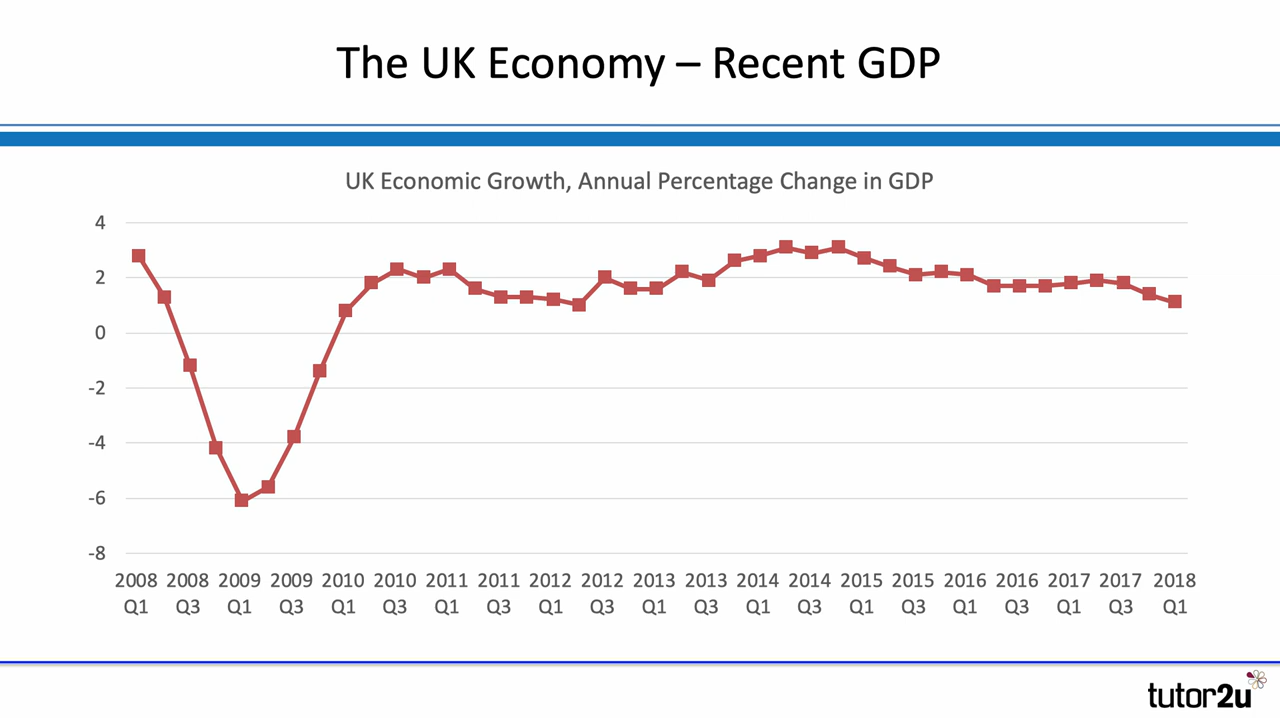 The UK Economy – Recent GDP
UK Economic Growth, Annual Percentage Change in GDP
4
2
0
-2
-4
-6
-8
2008 2008 2009 2009 2010 2010 2011 2011 2012 2012 2013 2013 2014 2014 2015 2015 2016 2016 2017 2017 2018
Q1 Q3 Q1 Q3 Q1 Q3 Q1 Q3 Q1 Q3 Q1 Q3 Q1 Q3 Q1 Q3 Q1 Q3 Q1 Q3 Q1
tutor2u